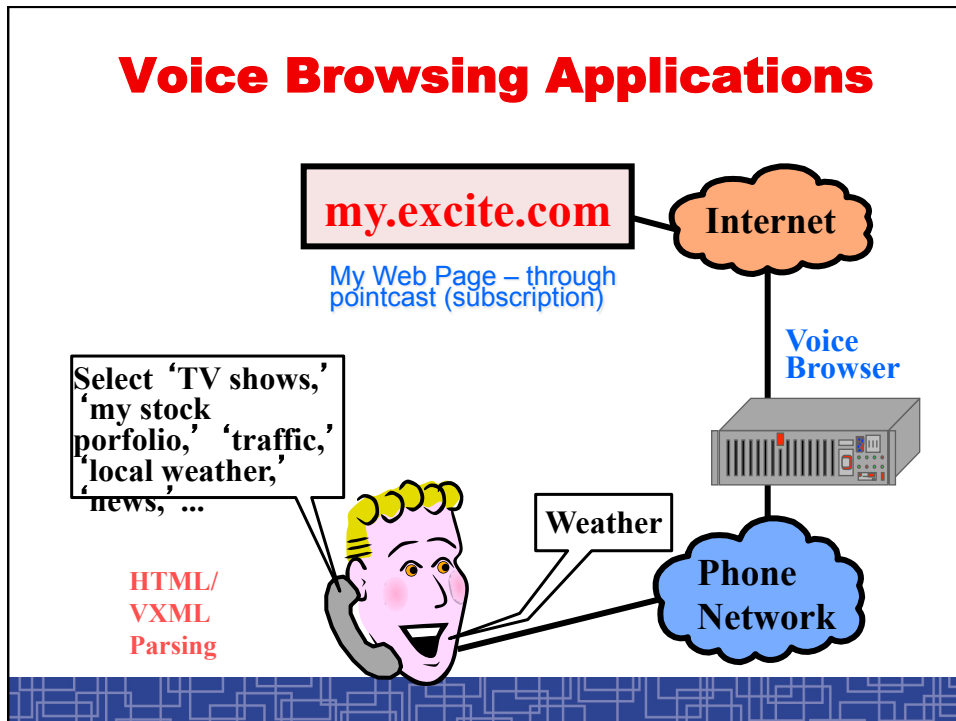 Voice Browsing Applications
my.excite.com
Internet
My Web Page – through
pointcast (subscription)
Voice
Browser
Select ‘TV shows,’
‘my stock
porfolio,’ ‘traffic,’
‘local weather,’
‘news,’...
Weather
Phone
Network
HTML/
VXML
Parsing